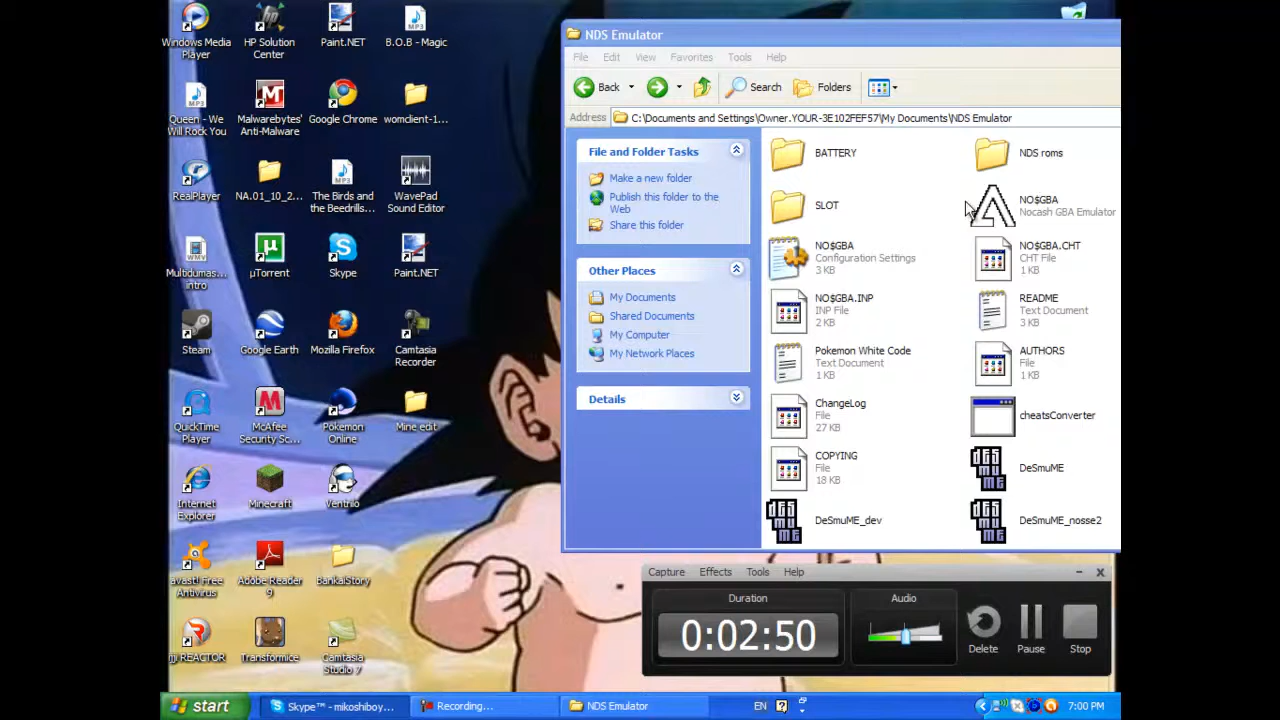 Windows Media
Player
HP Solution
Center
Paint.NET
MP3
B.O.B - Magic
MP3
Queen - We
Will Rock You
Malwarebytes'
Anti-Malware
Google Chrome
womclient-1...
RealPlayer
NA.01_10_2...
MP3
The Birds and
the Beedrills...
WavePad
Sound Editor
WMV
Multidumas...
intro
µTorrent
Skype
Paint.NET
Steam
Google Earth
Mozilla Firefox
Camtasia
Recorder
QuickTime
Player
McAfee
Security Sc...
Pokemon
Online
Mine edit
Internet
Explorer
Minecraft
Ventrilo
avast! Free
Antivirus
Adobe Reader
9
BankaiStory
REACTOR
Transformice
Camtasia
Studio 7
NDS Emulator
File Edit View Favorites Tools Help
Back Search Folders
Address C:\Documents and Settings\Owner.YOUR-3E102FEF57\My Documents\NDS Emulator
File and Folder Tasks
Make a new folder
Publish this folder to the
Web
Share this folder
Other Places
My Documents
Shared Documents
My Computer
My Network Places
Details
BATTERY
NDS roms
SLOT
NO$GBA
Nocash GBA Emulator
NO$GBA
Configuration Settings
3 KB
NO$GBA.CHT
CHT File
1 KB
NO$GBA.INP
INP File
2 KB
README
Text Document
3 KB
Pokemon White Code
Text Document
1 KB
AUTHORS
File
1 KB
ChangeLog
File
27 KB
cheatsConverter
COPYING
File
18 KB
DeSmuME
DeSmuME_dev
DeSmuME_nosse2
Capture Effects Tools Help
Duration
0:02:50
Audio
Delete
Pause
Stop
start
Skype™ - mikoshiboy...
Recording...
NDS Emulator
EN
7:00 PM